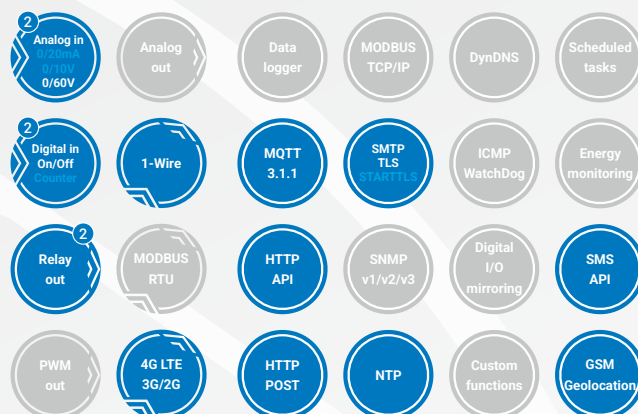 2
Analog in
0/20mA
0/10V
0/60V
Analog
out
Data
logger
MODBUS
TCP/IP
DynDNS
Scheduled
tasks
2
Digital in
On/Off
Counter
1-Wire
MQTT
3.1.1
SMTP
TLS
STARTTLS
ICMP
WatchDog
Energy
monitoring
2
Relay
out
MODBUS
RTU
HTTP
API
SNMP
v1/v2/v3
Digital
I/O
mirroring
SMS
API
PWM
out
4G LTE
3G/2G
HTTP
POST
NTP
Custom
functions
GSM
Geolocation